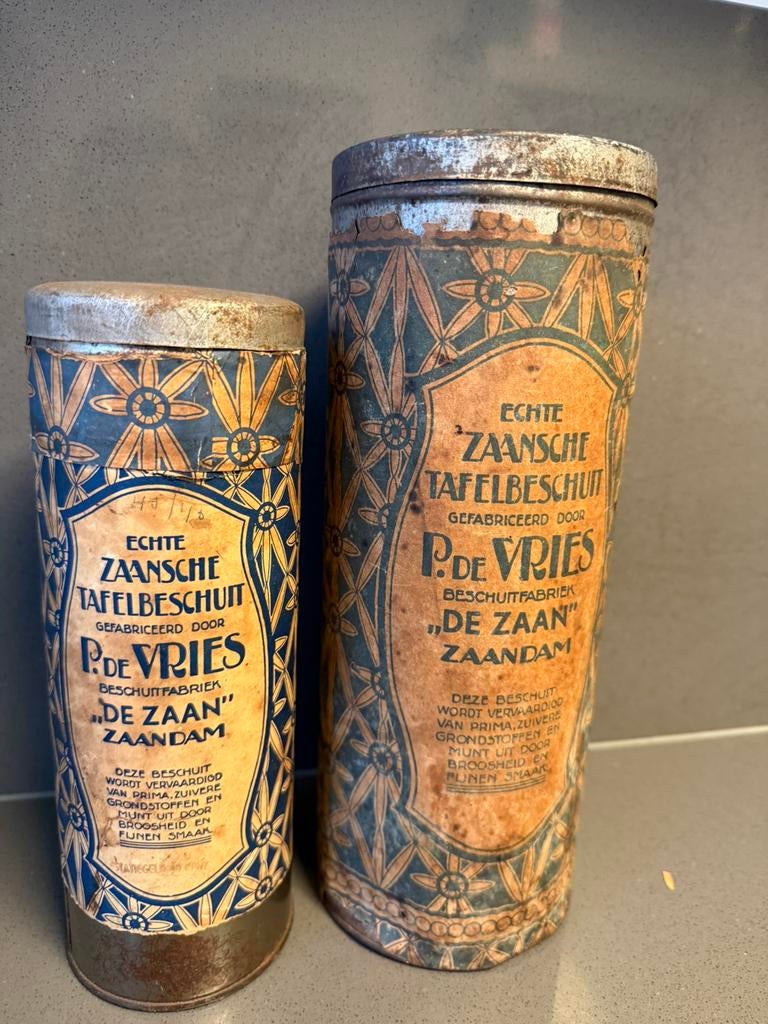 ECHTE
ZAANSCHE
TAFELBESCHUIT
GEFABRICEERD DOOR
P. DE VRIES
BESCHUITFABRIEK
„DE ZAAN"
ZAANDAM
DEZE BESCHUIT
WORDT VERVAARDIGD
VAN PRIMA, ZUIVERE
GRONDSTOFFEN EN
MUNT UIT DOOR
BROOSHEID EN
FIJNEN SMAAK.
ECHTE
ZAANSCHE
TAFELBESCHUIT
GEFABRICEERD DOOR
P. DE VRIES
BESCHUITFABRIEK
„DE ZAAN"
ZAANDAM
DEZE BESCHUIT
WORDT VERVAARDIGD
VAN PRIMA, ZUIVERE
GRONDSTOFFEN EN
MUNT UIT DOOR
BROOSHEID EN
FIJNEN SMAAK.